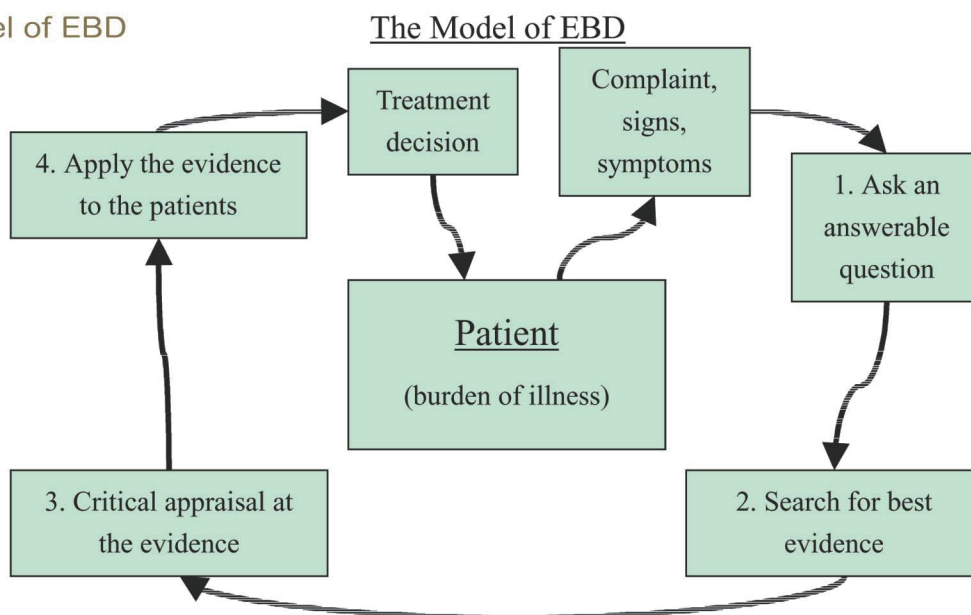 el of EBD
The Model of EBD
Treatment
decision
Complaint,
signs,
symptoms
4. Apply the evidence
to the patients
1. Ask an
answerable
question
Patient
(burden of illness)
3. Critical appraisal at
the evidence
2. Search for best
evidence